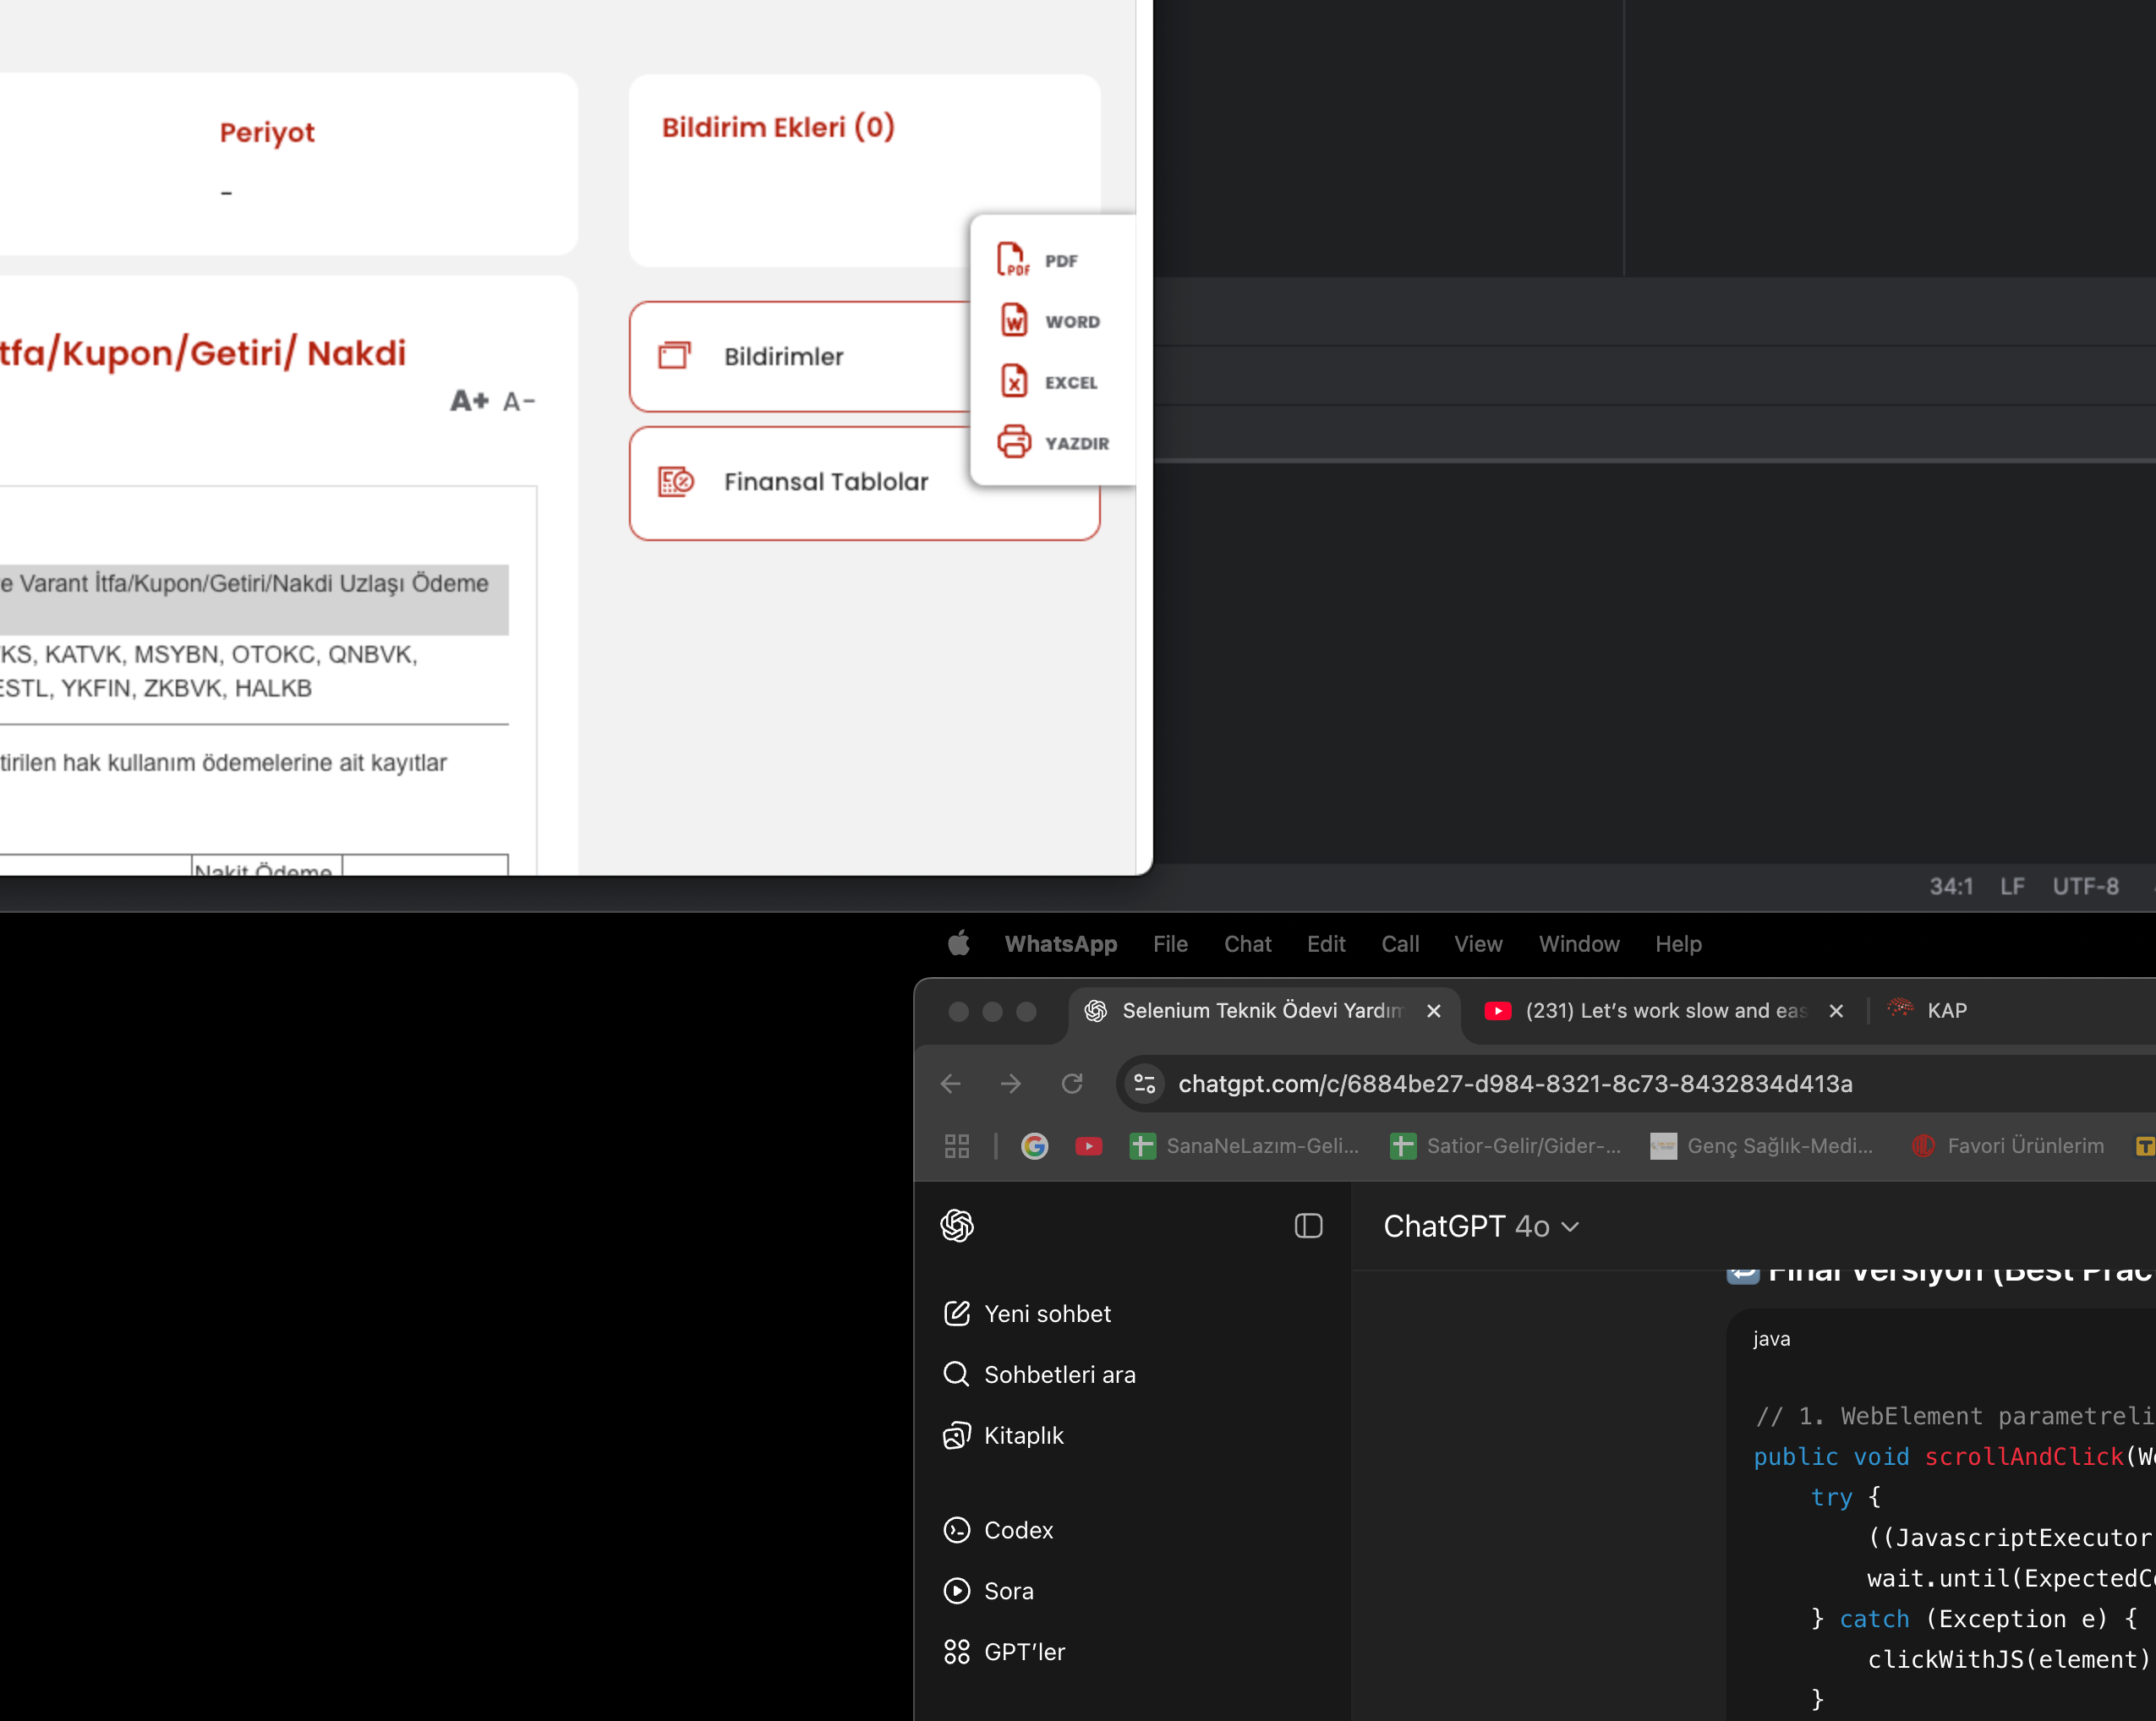 Periyot
-
Bildirim Ekleri (0)
PDF
PDF
WORD
EXCEL
YAZDIR
tfa/Kupon/Getiri/ Nakdi
A+ A-
Bildirimler
Finansal Tablolar
e Varant İtfa/Kupon/Getiri/Nakdi Uzlaşı Ödeme
KS, KATVK, MSYBN, OTOKC, QNBVK,
ESTL, YKFIN, ZKBVK, HALKB
tirilen hak kullanım ödemelerine ait kayıtlar
Nakit Ödeme
34:1 LF UTF-8
WhatsApp File Chat Edit Call View Window Help
Selenium Teknik Ödevi Yardım
(231) Let's work slow and eas
KAP
chatgpt.com/c/6884be27-d984-8321-8c73-8432834d413a
SanaNeLazım-Geli...
Satior-Gelir/Gider-...
Genç Sağlık-Medi...
Favori Ürünlerim
ChatGPT 4o
Yeni sohbet
Sohbetleri ara
Kitaplık
Codex
Sora
GPT'ler
Final Versiyon (Best Prac
java
// 1. WebElement parametreli
public void scrollAndClick(We
try {
((JavascriptExecutor
wait.until(ExpectedCo
} catch (Exception e) {
clickWithJS(element)
}